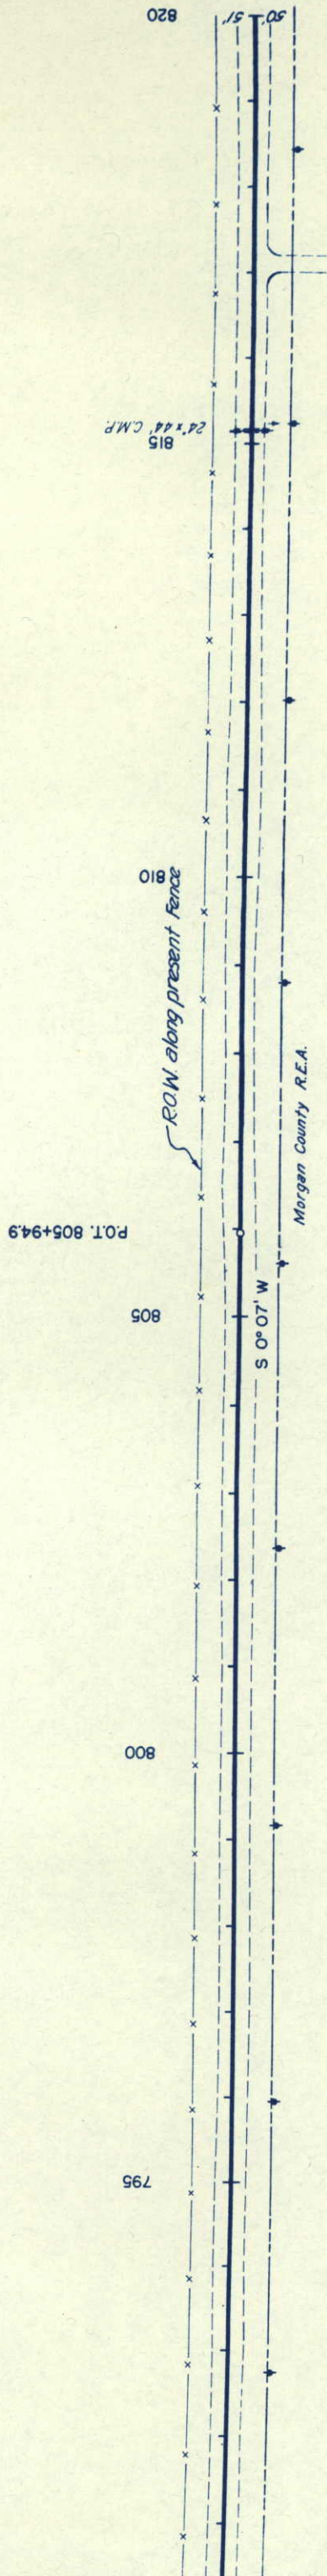 820
51' 50'
24" x 44' C.M.P.
815
810
R.O.W. along present Fence
Morgan County R.E.A.
P.O.T. 805+94.9
805
S 0° 07' W
800
795